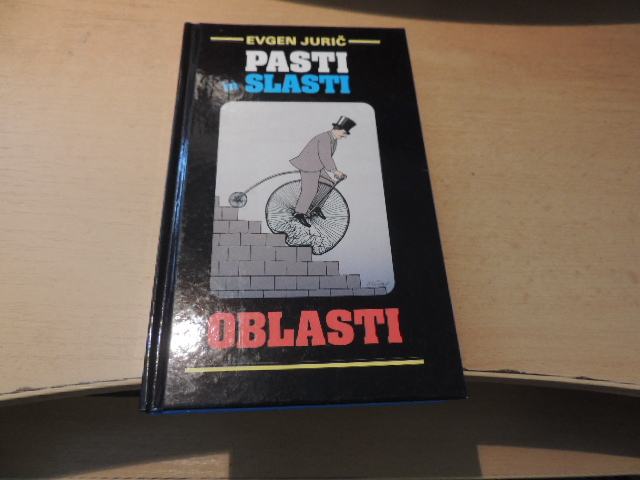 EVGEN JURIČ
PASTI
SLASTI
OBLASTI